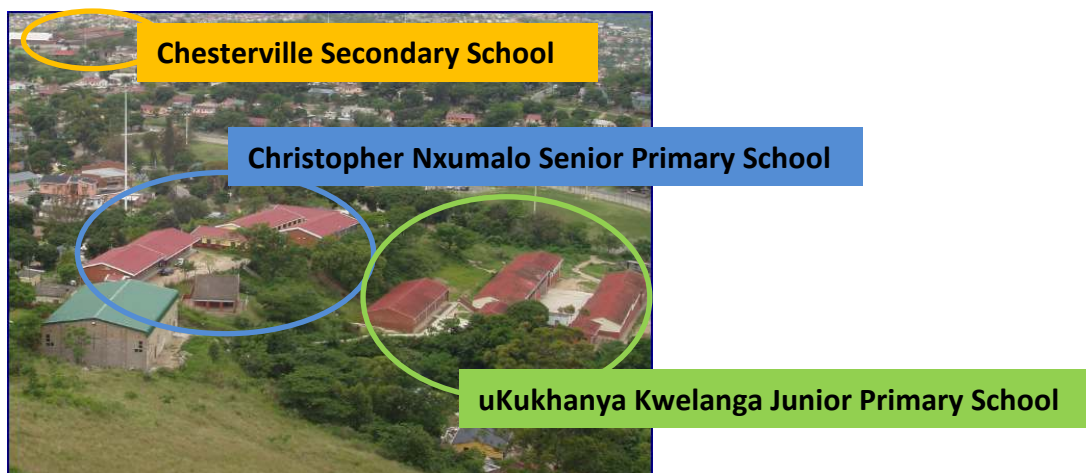 Chesterville Secondary School
Christopher Nxumalo Senior Primary School
uKukhanya Kwelanga Junior Primary School